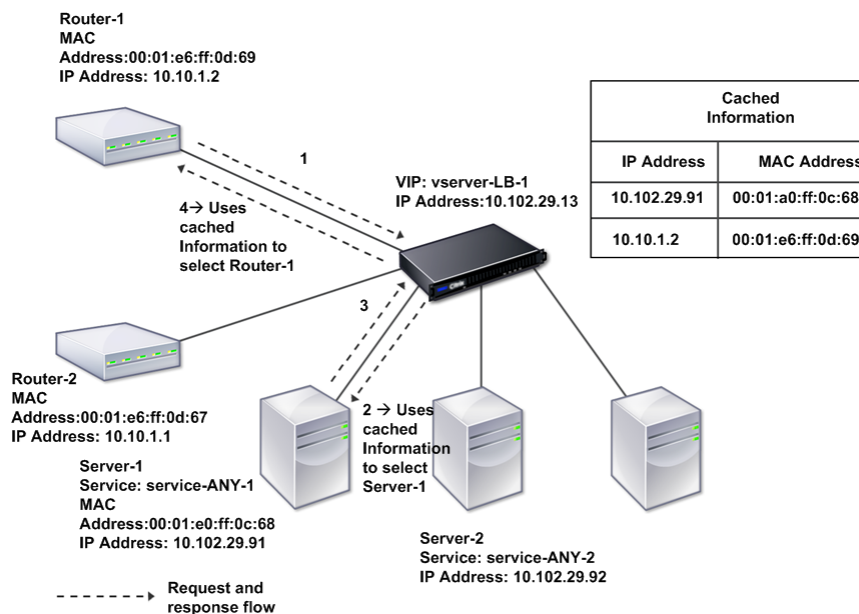 Router-1
MAC
Address:00:01:e6:ff:0d:69
IP Address: 10.10.1.2
1
4→ Uses
cached
Information to
select Router-1
VIP: vserver-LB-1
IP Address:10.102.29.13
Cached
Information
IP Address MAC Address
10.102.29.91 00:01:a0:ff:0c:68
10.10.1.2 00:01:e6:ff:0d:69
Citrix
3
Router-2
MAC
Address:00:01:e6:ff:0d:67
IP Address: 10.10.1.1
2 → Uses
cached
Information
to select
Server-1
Server-1
Service: service-ANY-1
MAC
Address:00:01:e0:ff:0c:68
IP Address: 10.102.29.91
Server-2
Service: service-ANY-2
IP Address: 10.102.29.92
Request and
response flow